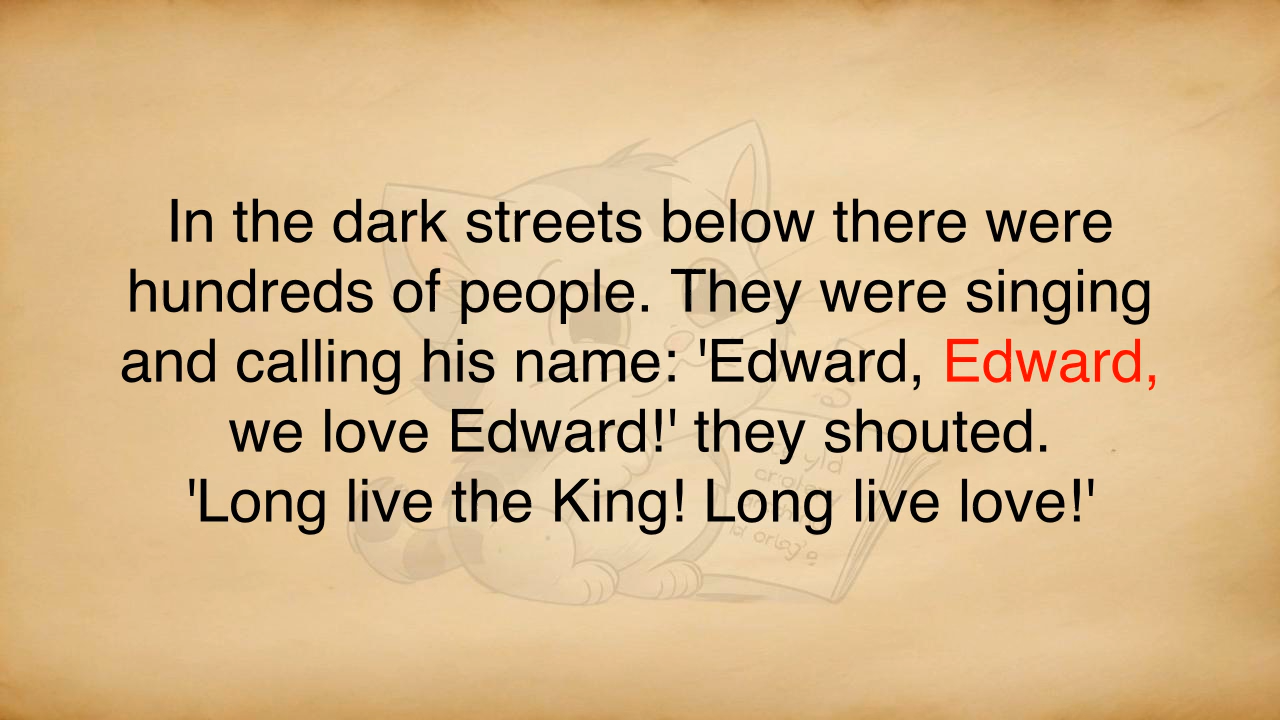 In the dark streets below there were
hundreds of people. They were singing
and calling his name: 'Edward, Edward,
we love Edward!' they shouted.
'Long live the King! Long live love!'